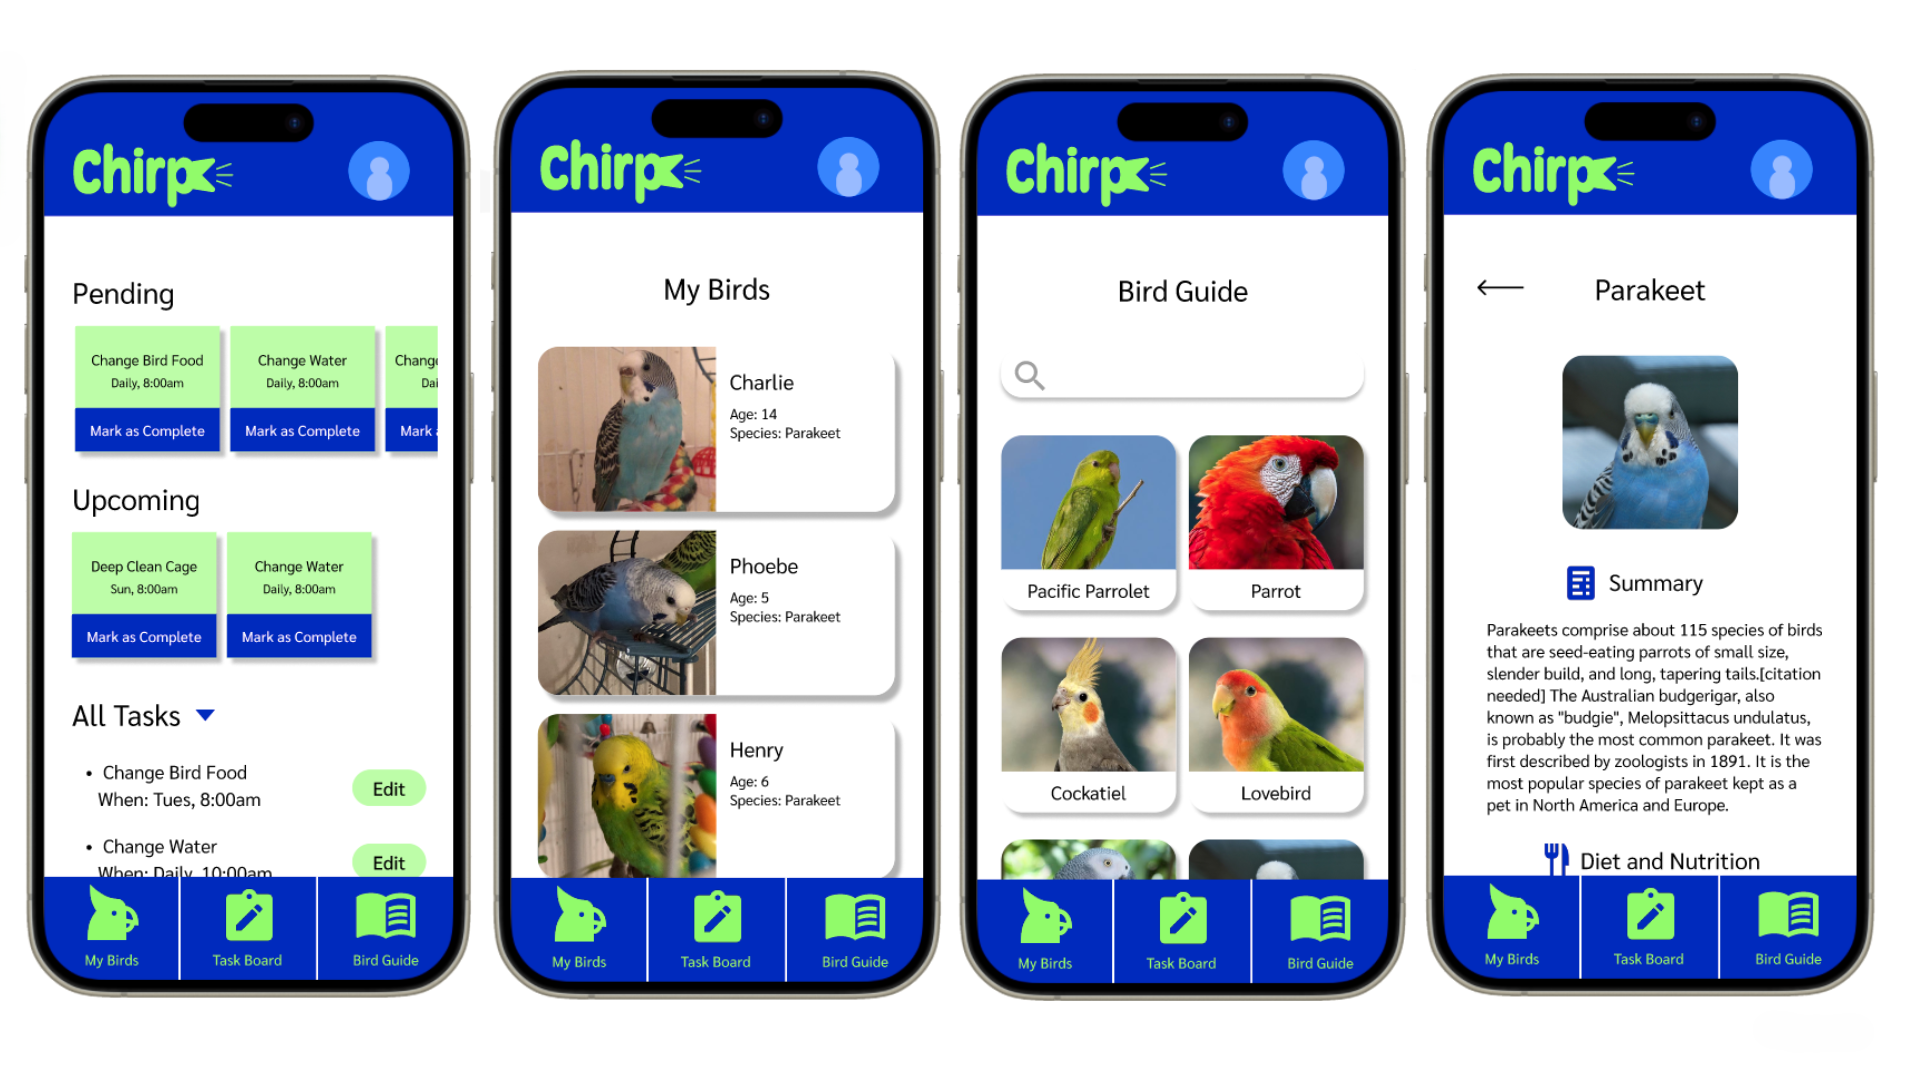 Chirp
Pending
Change Bird Food
Daily, 8:00am
Mark as Complete
Change Water
Daily, 8:00am
Mark as Complete
Upcoming
Deep Clean Cage
Sun, 8:00am
Mark as Complete
Change Water
Daily, 8:00am
Mark as Complete
All Tasks
• Change Bird Food
When: Tues, 8:00am
Edit
• Change Water
When: Daily, 10:00am
Edit
My Birds
Task Board
Bird Guide
Chirp
My Birds
Charlie
Age: 14
Species: Parakeet
Phoebe
Age: 5
Species: Parakeet
Henry
Age: 6
Species: Parakeet
My Birds
Task Board
Bird Guide
Chirp
Bird Guide
Pacific Parrolet
Parrot
Cockatiel
Lovebird
My Birds
Task Board
Bird Guide
Chirp
Parakeet
Summary
Parakeets comprise about 115 species of birds
that are seed-eating parrots of small size,
slender build, and long, tapering tails.[citation
needed] The Australian budgerigar, also
known as "budgie", Melopsittacus undulatus,
is probably the most common parakeet. It was
first described by zoologists in 1891. It is the
most popular species of parakeet kept as a
pet in North America and Europe.
Diet and Nutrition
My Birds
Task Board
Bird Guide